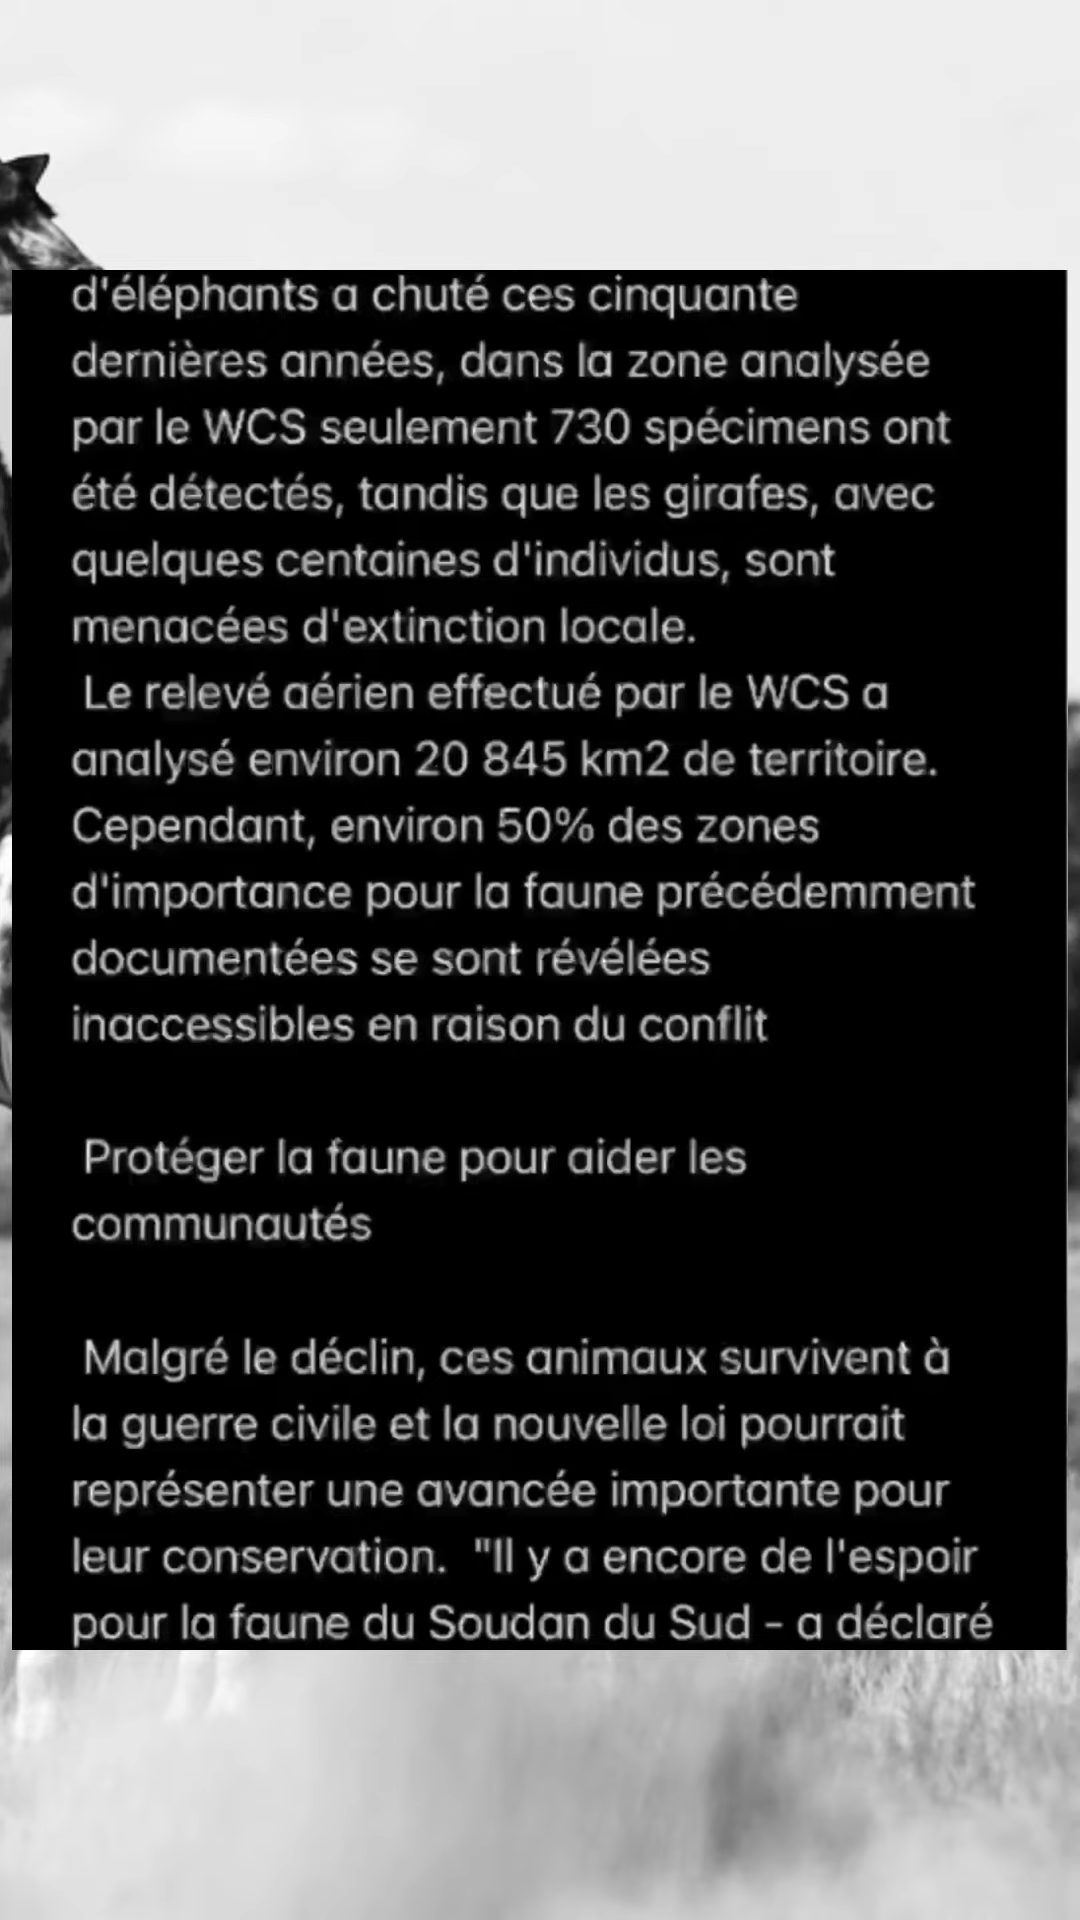 d'éléphants a chuté ces cinquante
dernières années, dans la zone analysée
par le WCS seulement 730 spécimens ont
été détectés, tandis que les girafes, avec
quelques centaines d'individus, sont
menacées d'extinction locale.
Le relevé aérien effectué par le WCS a
analysé environ 20 845 km2 de territoire.
Cependant, environ 50% des zones
d'importance pour la faune précédemment
documentées se sont révélées
inaccessibles en raison du conflit
Protéger la faune pour aider les
communautés
Malgré le déclin, ces animaux survivent à
la guerre civile et la nouvelle loi pourrait
représenter une avancée importante pour
leur conservation.  "Il y a encore de l'espoir
pour la faune du Soudan du Sud - a déclaré